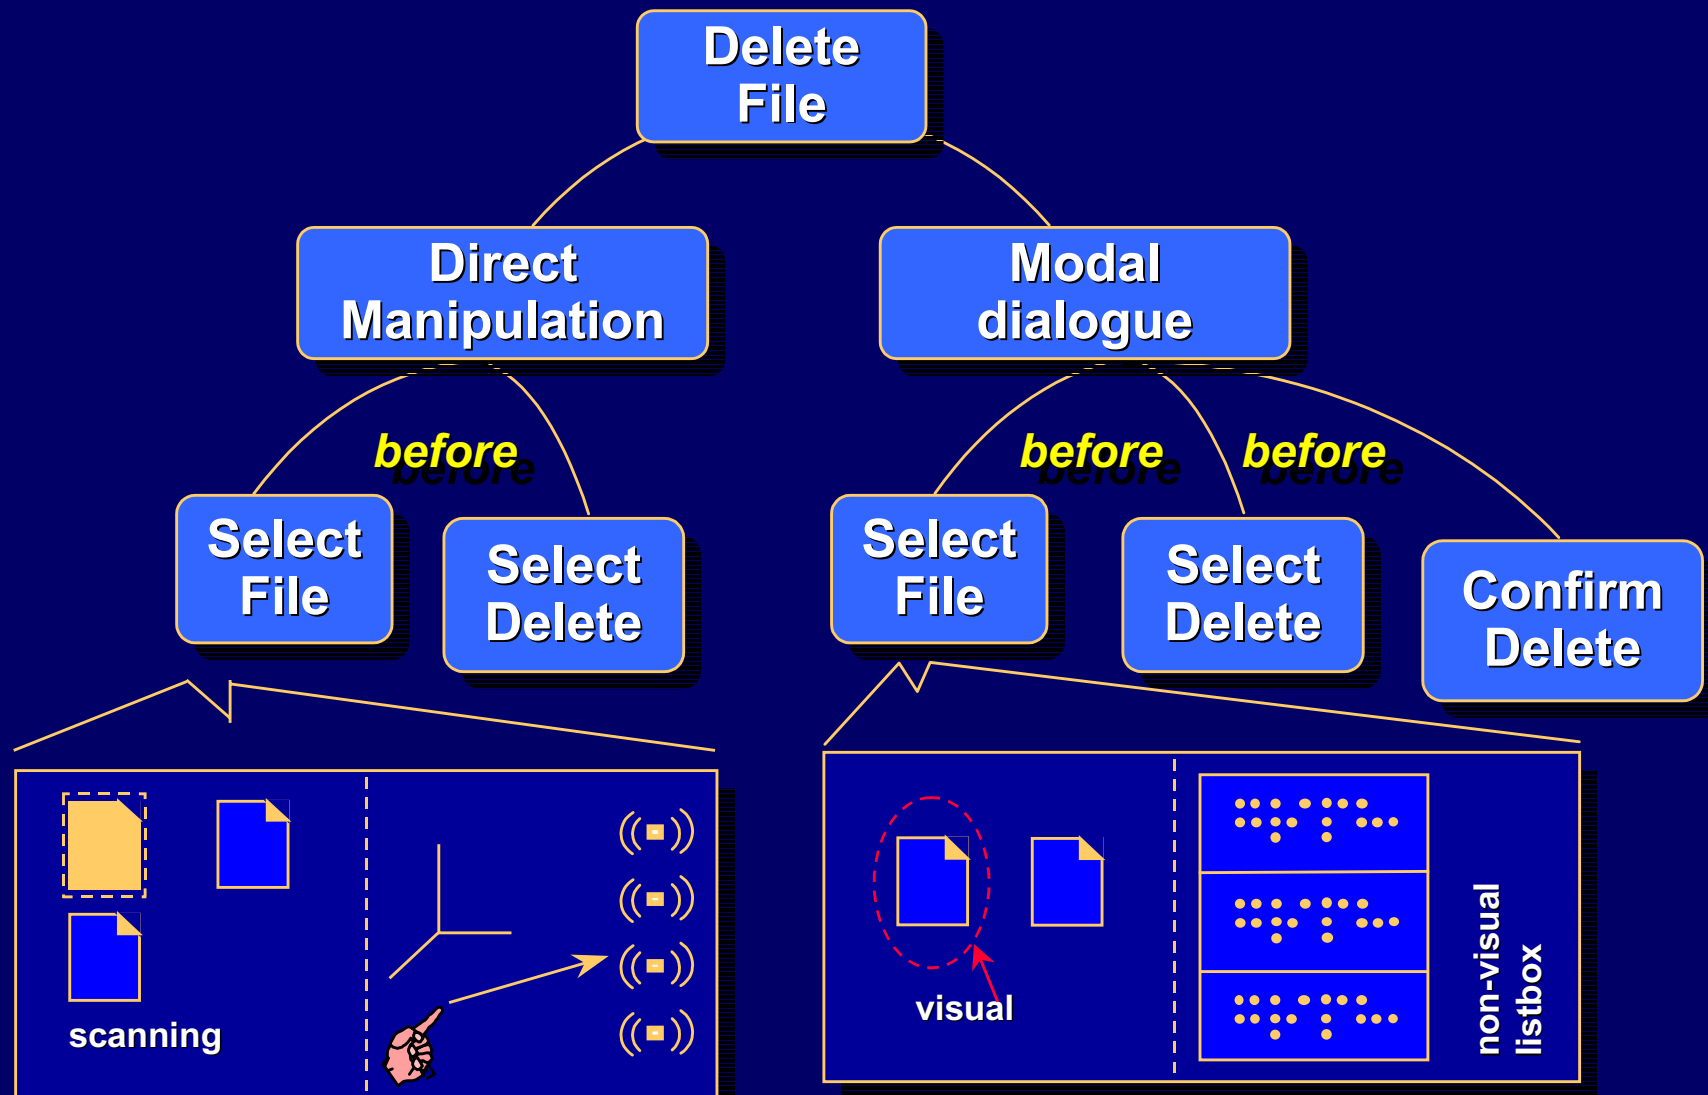 Delete
File
Direct
Manipulation
Modal
dialogue
before
before
before
Select
File
Select
Delete
Select
File
Select
Delete
Confirm
Delete
scanning
visual
non-visual
listbox